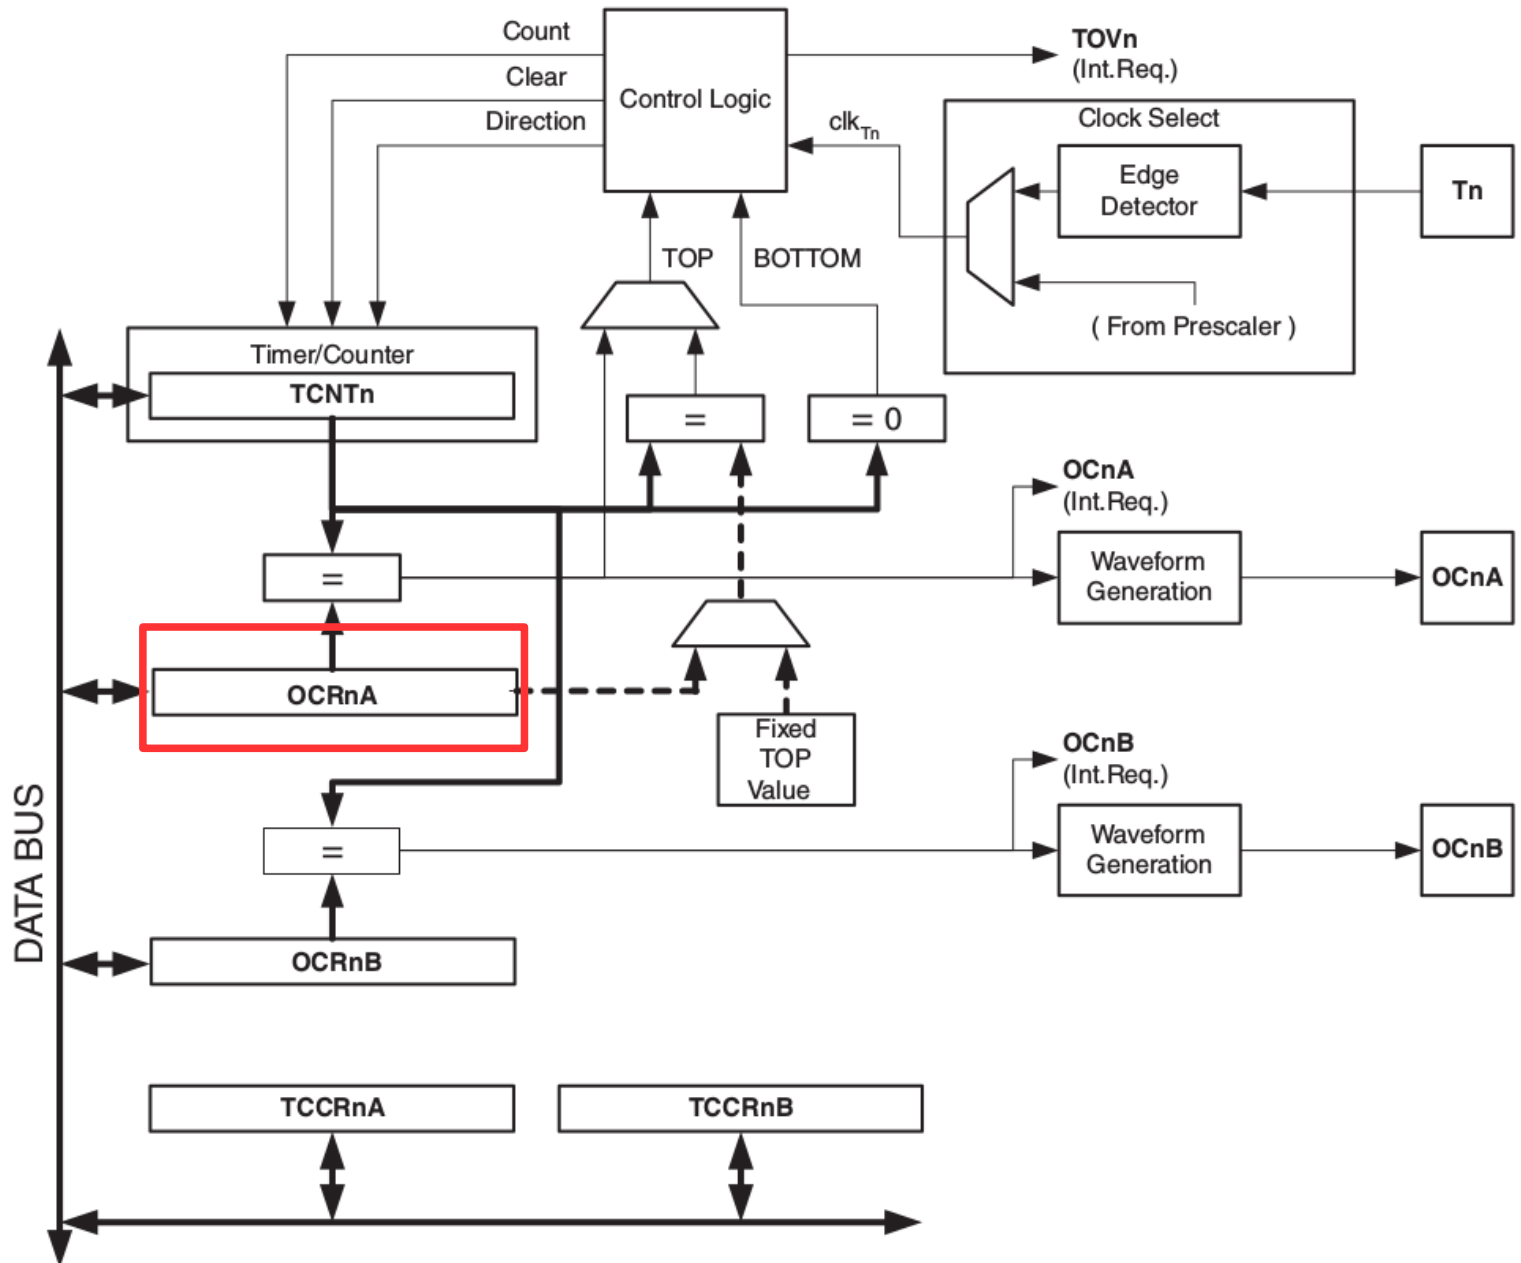 Count
Clear
Direction
Control Logic
TOVn
(Int.Req.)
clkTn
Clock Select
Edge
Detector
Tn
TOP
BOTTOM
( From Prescaler )
Timer/Counter
TCNTn
=
= 0
OCnA
(Int.Req.)
=
Waveform
Generation
OCnA
OCRnA
Fixed
TOP
Value
OCnB
(Int.Req.)
=
Waveform
Generation
OCnB
DATA BUS
OCRnB
TCCRnA
TCCRnB